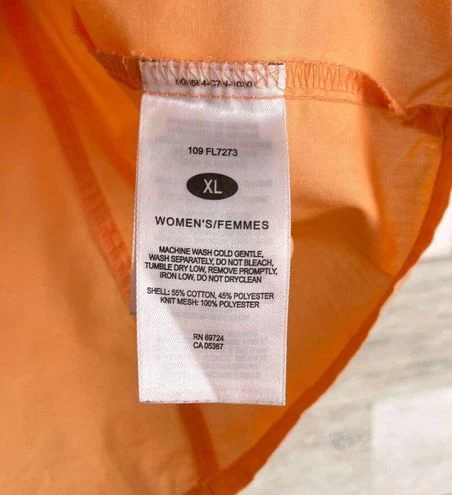 109 FL7273
XL
WOMEN'S/FEMMES
MACHINE WASH COLD GENTLE,
WASH SEPARATELY, DO NOT BLEACH,
TUMBLE DRY LOW, REMOVE PROMPTLY,
IRON LOW, DO NOT DRYCLEAN
SHELL: 55% COTTON, 45% POLYESTER
KNIT MESH: 100% POLYESTER
RN 69724
CA 05367